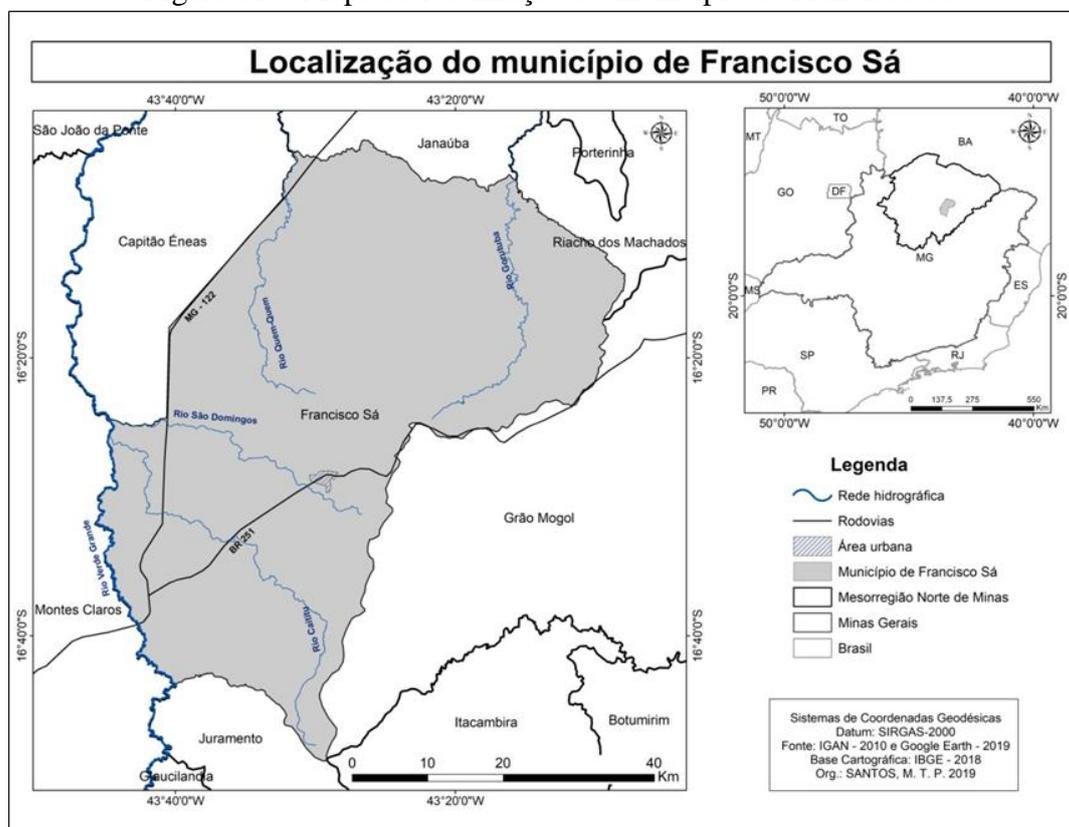 Localização do município de Francisco Sá
43°40'0"W
43°20'0"W
São João da Ponte
Janaúba
Porteirinha
Capitão Éneas
Riacho dos Machados
MG - 122
Rio Quem-Quem
Rio Gorutuba
16°20'0"S
16°20'0"S
Rio São Domingos
Francisco Sá
Grão Mogol
BR 251
Rio Verde Grande
Montes Claros
Rio Caititu
16°40'0"S
16°40'0"S
Juramento
Itacambira
Botumirim
Glaucilandia
0 10 20 30 40
Km
43°40'0"W
43°20'0"W
50°0'0"W
40°0'0"W
TO
MT
BA
GO
DF
MG
MS
ES
20°0'0"S
20°0'0"S
SP
RJ
PR
0 137,5 275 550
Km
50°0'0"W
40°0'0"W
Legenda
Rede hidrográfica
Rodovias
Área urbana
Município de Francisco Sá
Mesorregião Norte de Minas
Minas Gerais
Brasil
Sistemas de Coordenadas Geodésicas
Datum: SIRGAS-2000
Fonte: IGAN - 2010 e Google Earth - 2019
Base Cartográfica: IBGE - 2018
Org.: SANTOS, M. T. P. 2019